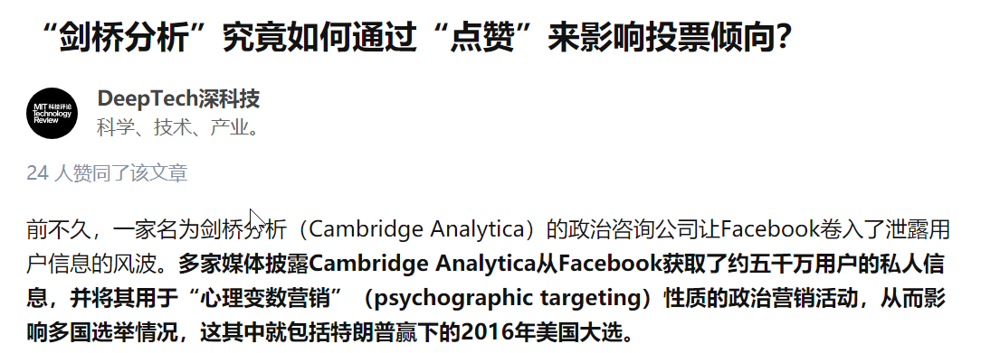 “剑桥分析”究竟如何通过“点赞”来影响投票倾向？
MIT 科技评论
Technology
Review
DeepTech深科技
科学、技术、产业。
24 人赞同了该文章
前不久，一家名为剑桥分析（Cambridge Analytica）的政治咨询公司让Facebook卷入了泄露用
户信息的风波。多家媒体披露Cambridge Analytica从Facebook获取了约五千万用户的私人信
息，并将其用于“心理变数营销”（psychographic targeting）性质的政治营销活动，从而影
响多国选举情况，这其中就包括特朗普赢下的2016年美国大选。